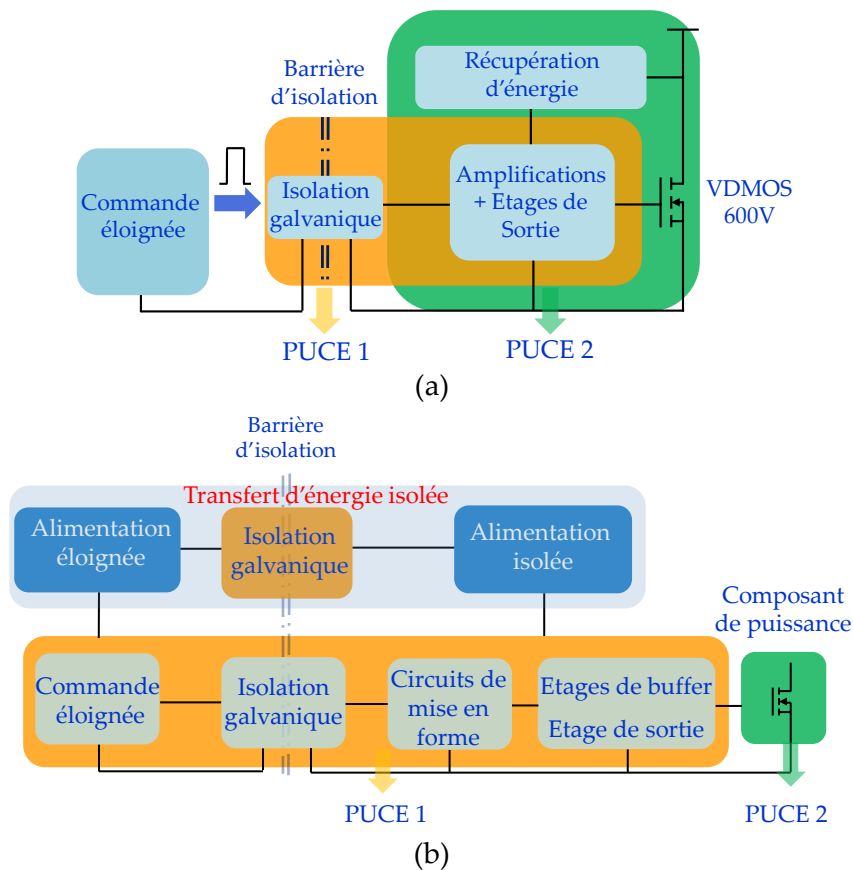 Récupération
d'énergie
Barrière
d'isolation
Commande
éloignée
Isolation
galvanique
Amplifications
+ Etages de
Sortie
VDMOS
600V
PUCE 1
PUCE 2
(a)
Barrière
d'isolation
Transfert d'énergie isolée
Alimentation
éloignée
Isolation
galvanique
Alimentation
isolée
Composant
de puissance
Commande
éloignée
Isolation
galvanique
Circuits de
mise en
forme
Etages de buffer
Etage de sortie
PUCE 1
PUCE 2
(b)